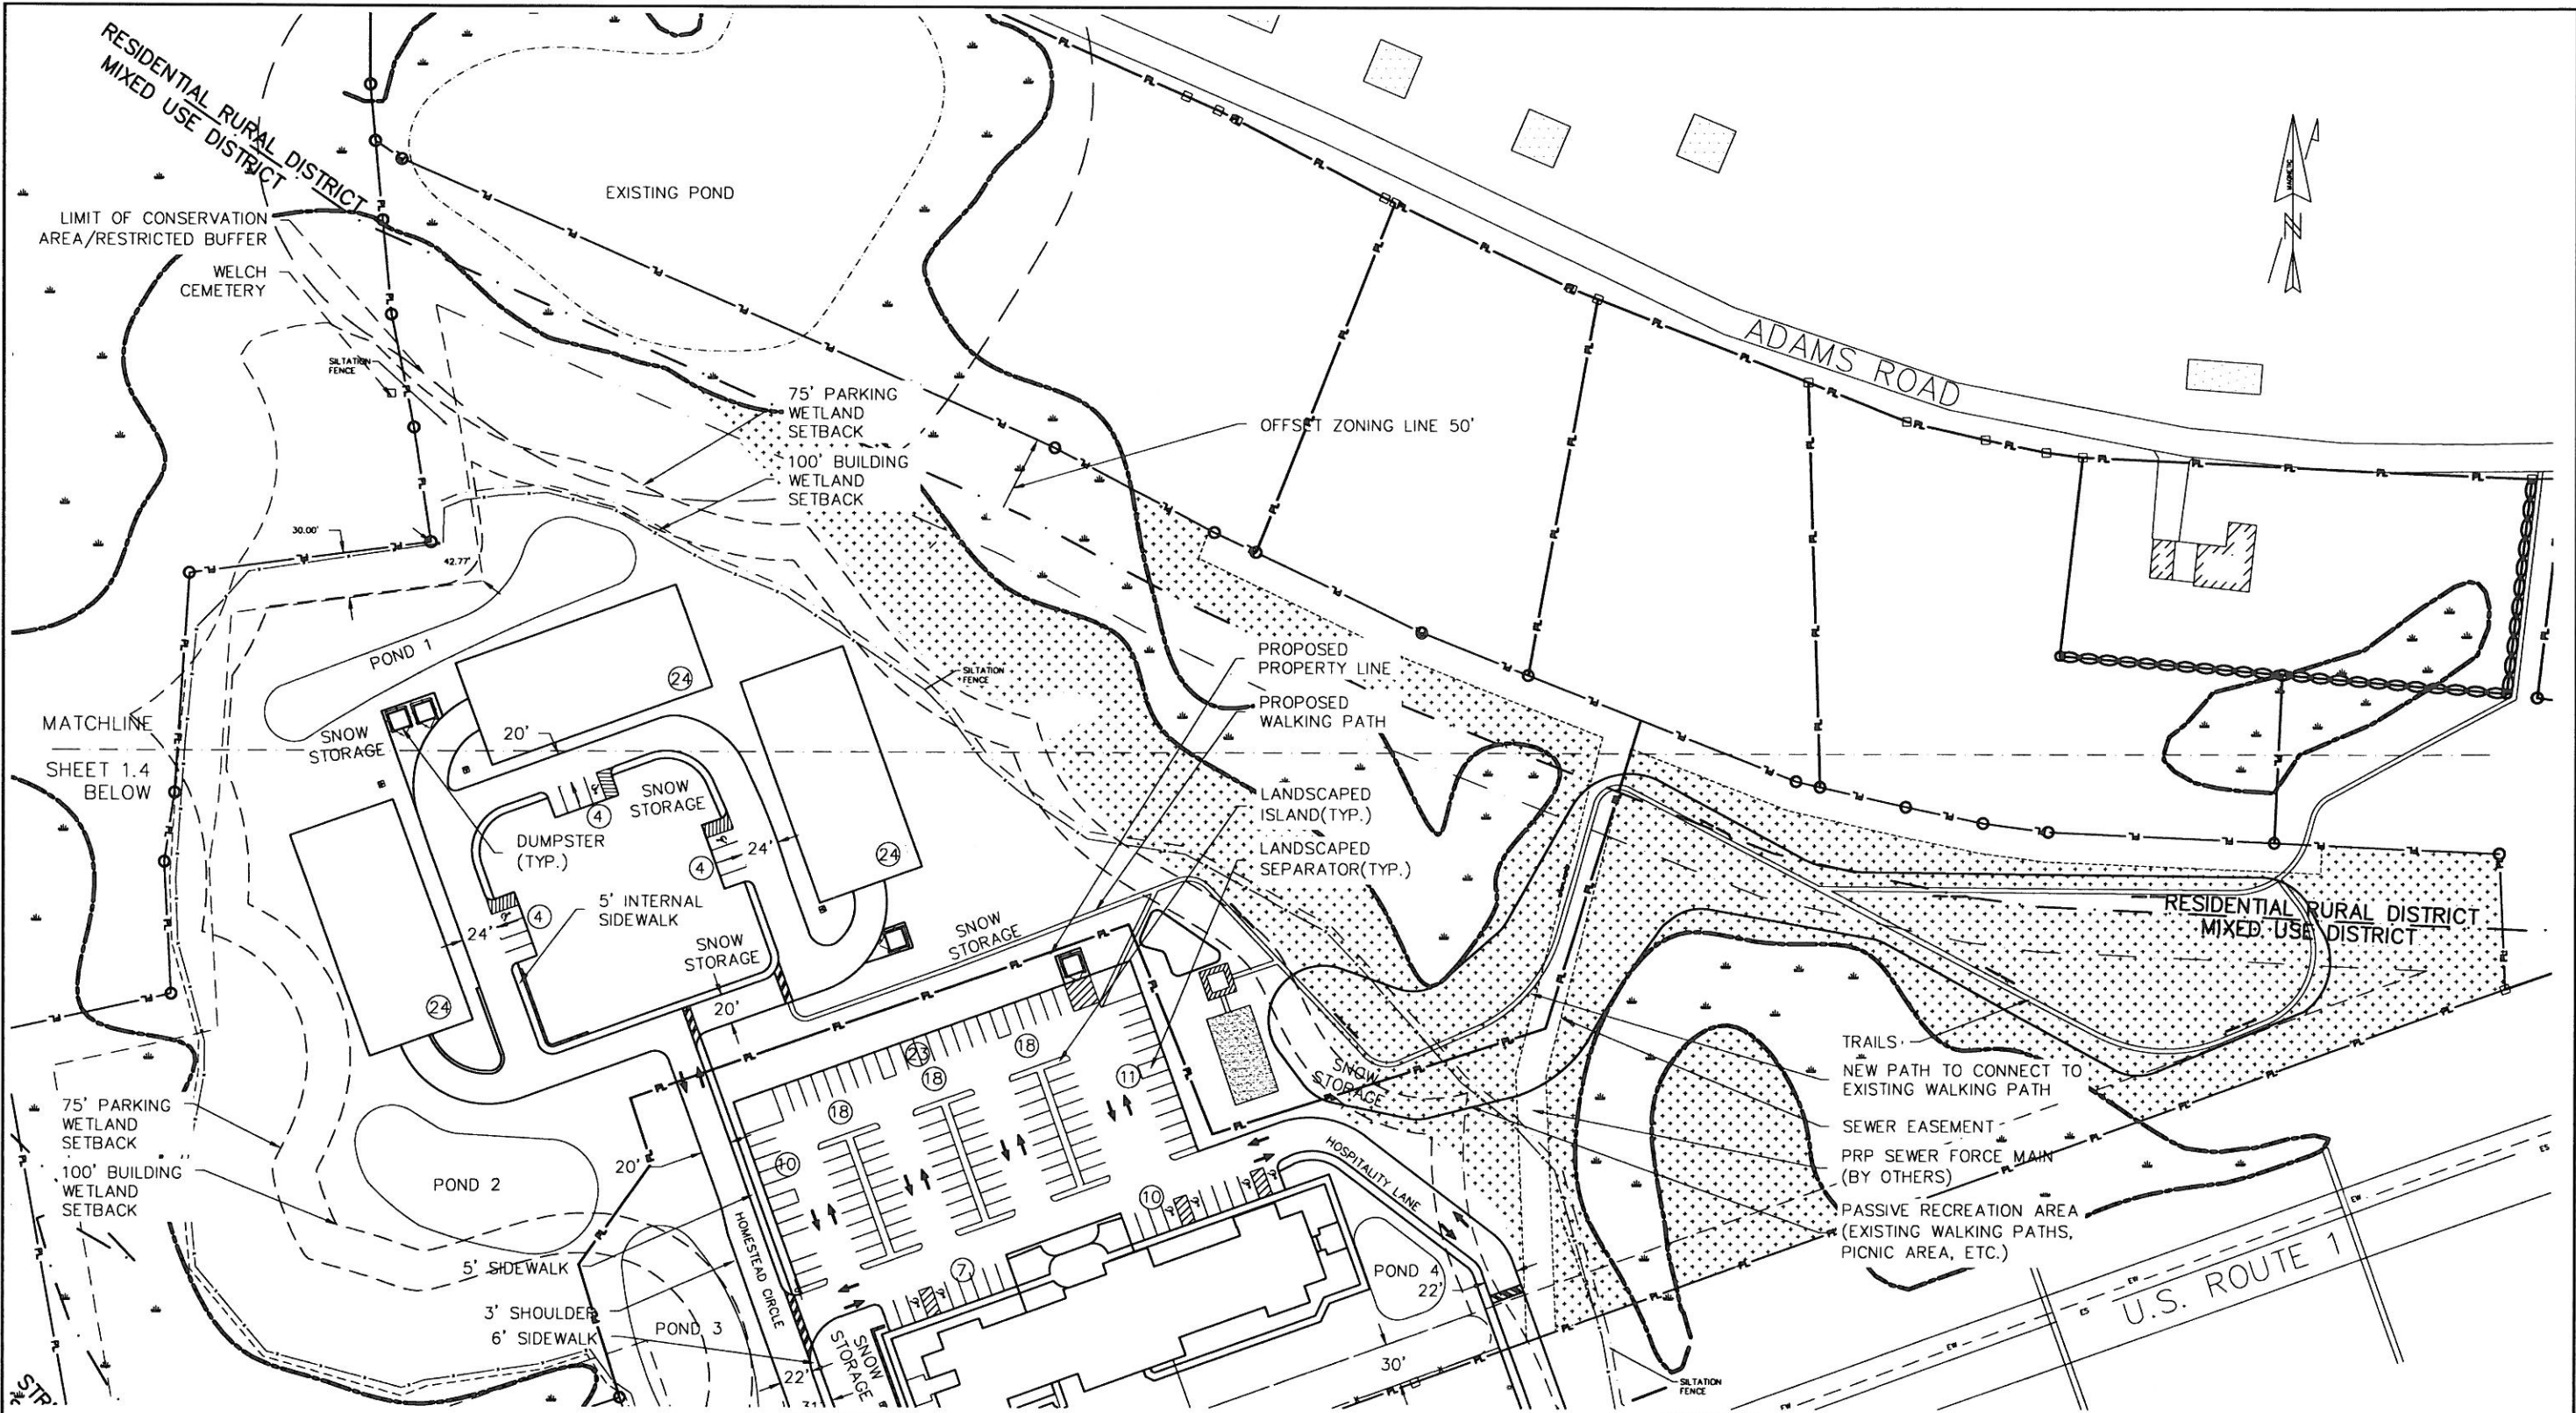 RESIDENTIAL RURAL DISTRICT
MIXED USE DISTRICT
LIMIT OF CONSERVATION
AREA/RESTRICTED BUFFER
WELCH
CEMETERY
SILTATION
FENCE
EXISTING POND
MAGNETIC
N
ADAMS ROAD
75' PARKING
WETLAND
SETBACK
100' BUILDING
WETLAND
SETBACK
OFFSET ZONING LINE 50'
30.00'
42.77'
POND 1
24
24
24
SILTATION
FENCE
PROPOSED
PROPERTY LINE
PROPOSED
WALKING PATH
MATCHLINE
SHEET 1.4
BELOW
SNOW
STORAGE
20'
SNOW
STORAGE
4
4
4
DUMPSTER
(TYP.)
24'
24'
5' INTERNAL
SIDEWALK
SNOW
STORAGE
SNOW
STORAGE
LANDSCAPED
ISLAND(TYP.)
LANDSCAPED
SEPARATOR(TYP.)
RESIDENTIAL RURAL DISTRICT
MIXED USE DISTRICT
20'
23
18
18
18
11
10
10
7
SNOW
STORAGE
TRAILS
NEW PATH TO CONNECT TO
EXISTING WALKING PATH
SEWER EASEMENT
PRP SEWER FORCE MAIN
(BY OTHERS)
PASSIVE RECREATION AREA
(EXISTING WALKING PATHS,
PICNIC AREA, ETC.)
75' PARKING
WETLAND
SETBACK
100' BUILDING
WETLAND
SETBACK
POND 2
20'
HOMESTEAD CIRCLE
HOSPITALITY LANE
5' SIDEWALK
3' SHOULDER
6' SIDEWALK
POND 3
22'
SNOW
STORAGE
POND 4
22'
30'
SILTATION
FENCE
U.S. ROUTE 1